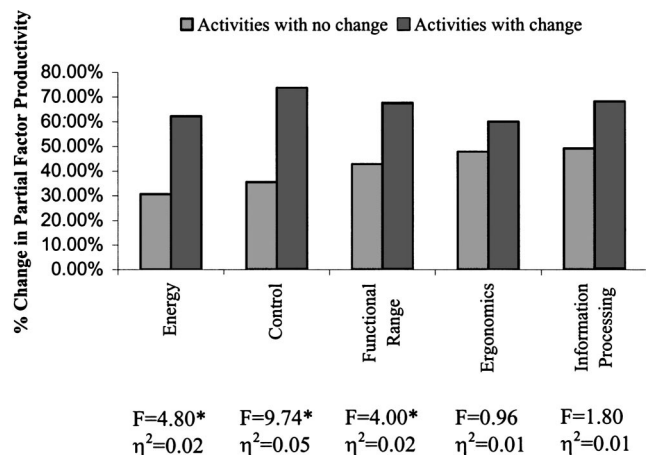 Activities with no change Activities with change
% Change in Partial Factor Productivity
80.00%
70.00%
60:00%
50.00%
40.00%
30.00%
20.00%
10.00%
0.00%
Energy
Control
Functional
Range
Ergonomics
Information
Processing
F=4.80* F=9.74* F=4.00* F=0.96 F=1.80
η²=0.02 η²=0.05 η²=0.02 η²=0.01 η²=0.01